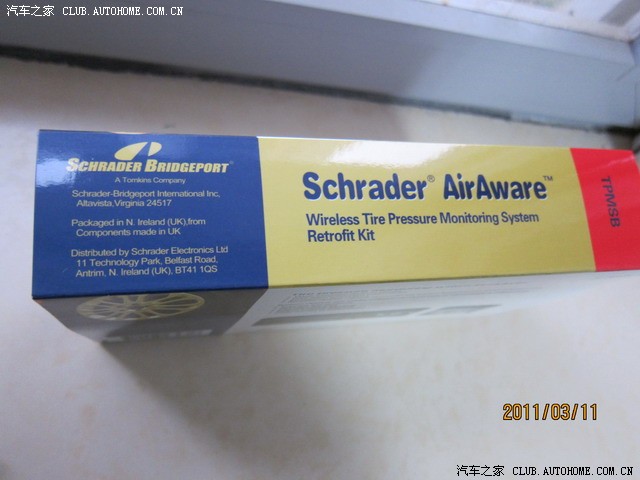 汽车之家 CLUB.AUTOHOME.COM.CN
SCHRADER BRIDGEPORT®
A Tomkins Company
Schrader-Bridgeport International Inc,
Altavista,Virginia 24517
Packaged in N. Ireland (UK),from
Components made in UK
Distributed by Schrader Electronics Ltd
11 Technology Park, Belfast Road,
Antrim, N. Ireland (UK), BT41 1QS
Schrader® AirAware™
Wireless Tire Pressure Monitoring System
Retrofit Kit
TPMSB
2011/03/11
汽车之家 CLUB.AUTOHOME.COM.CN